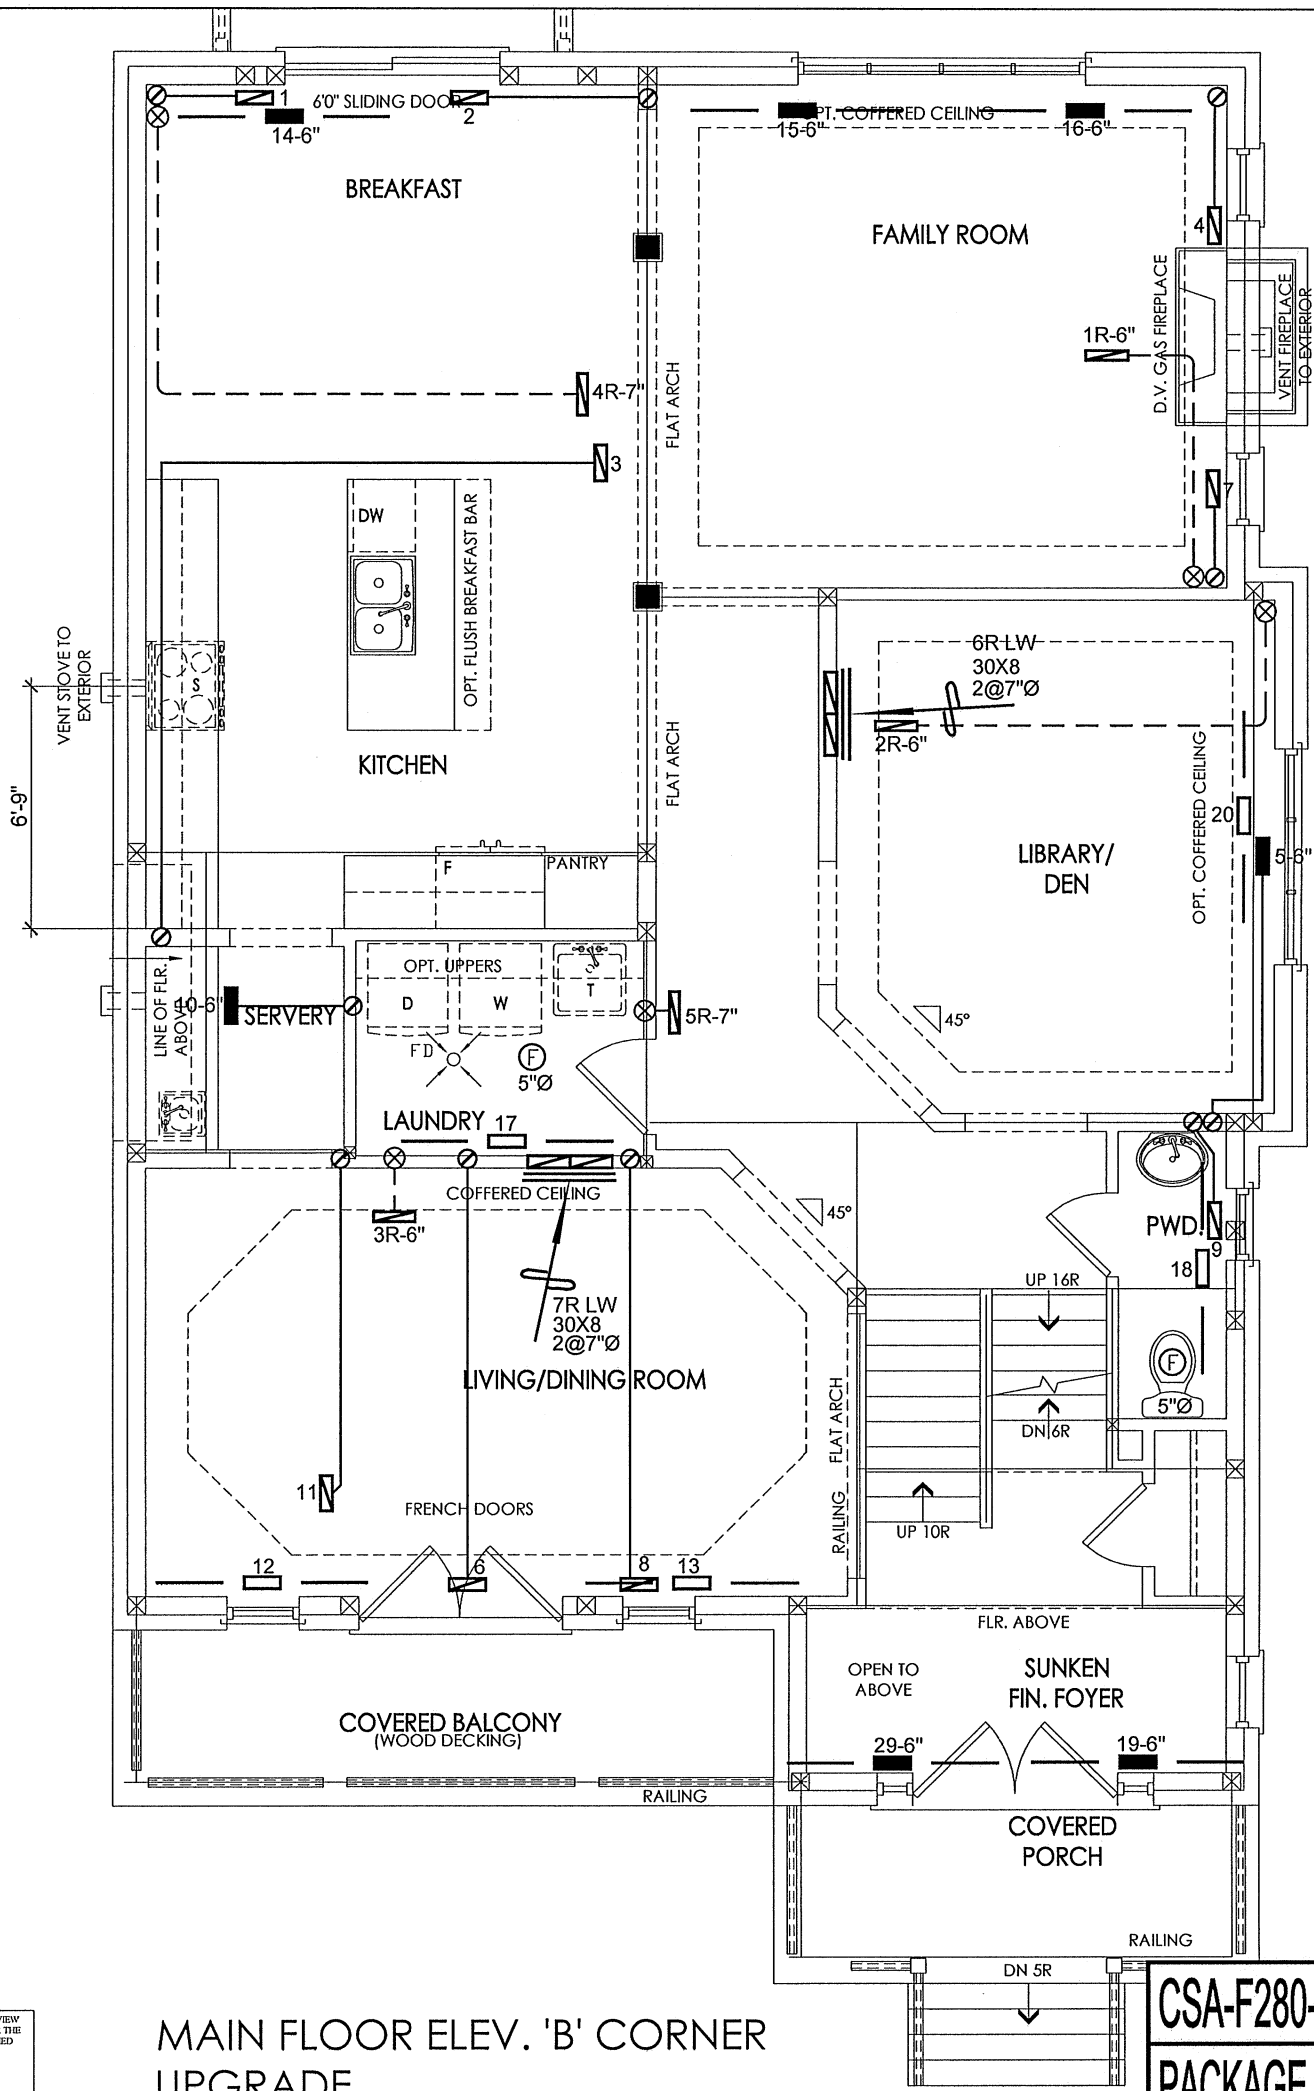 1
6'0" SLIDING DOOR
2
14-6"
OPT. COFFERED CEILING
15-6"
16-6"
BREAKFAST
FAMILY ROOM
4
D.V. GAS FIREPLACE
VENT FIREPLACE
TO EXTERIOR
1R-6"
4R-7"
FLAT ARCH
3
7
DW
OPT. FLUSH BREAKFAST BAR
VENT STOVE TO
EXTERIOR
S
6R LW
30X8
2@7"Ø
2R-6"
KITCHEN
FLAT ARCH
OPT. COFFERED CEILING
6'-9"
20
5-6"
F
PANTRY
LIBRARY/
DEN
OPT. UPPERS
D
W
T
10-6"
SERVERY
LINE OF FLR.
ABOVE
5R-7"
45°
FD
F
5"Ø
LAUNDRY
17
COFFERED CEILING
3R-6"
45°
PWD.
9
18
UP 16R
7R LW
30X8
2@7"Ø
LIVING/DINING ROOM
F
5"Ø
FLAT ARCH
DN 6R
11
FRENCH DOORS
RAILING
UP 10R
12
6
8
13
FLR. ABOVE
OPEN TO
ABOVE
SUNKEN
FIN. FOYER
COVERED BALCONY
(WOOD DECKING)
29-6"
19-6"
RAILING
COVERED
PORCH
RAILING
DN 5R
CSA-F280-
PACKAGE
VIEW
THE
ED
MAIN FLOOR ELEV. 'B' CORNER
UPGRADE